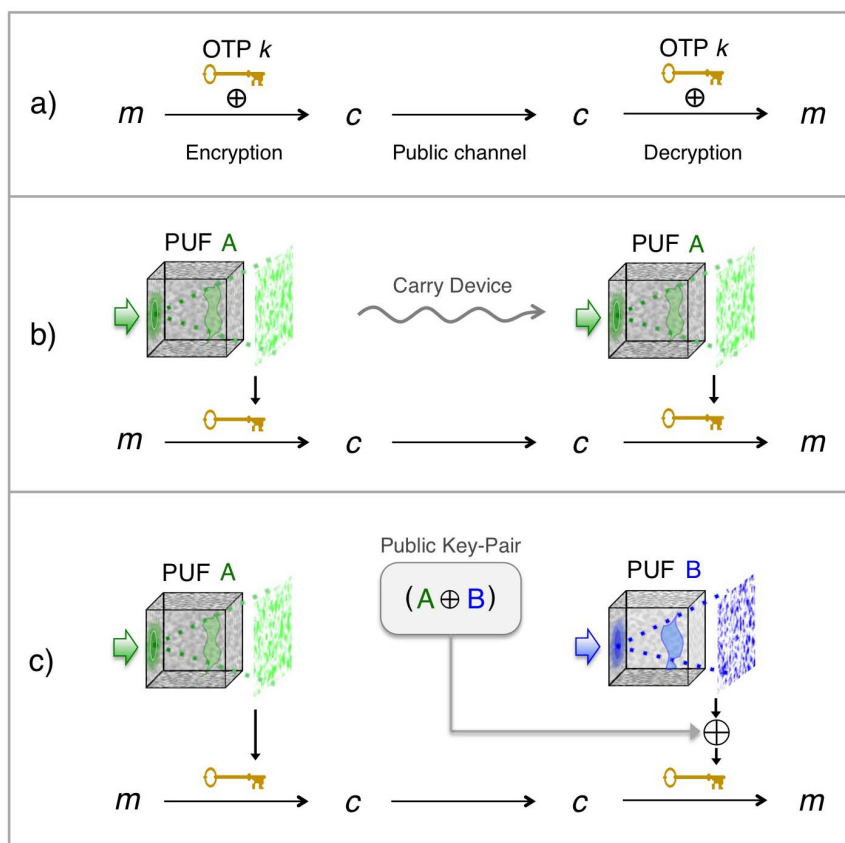 a)
OTP k
OTP k
⊕
⊕
m
c
c
m
Encryption
Public channel
Decryption
b)
PUF A
PUF A
Carry Device
m
c
c
m
c)
Public Key-Pair
PUF A
PUF B
(A ⊕ B)
⊕
m
c
c
m